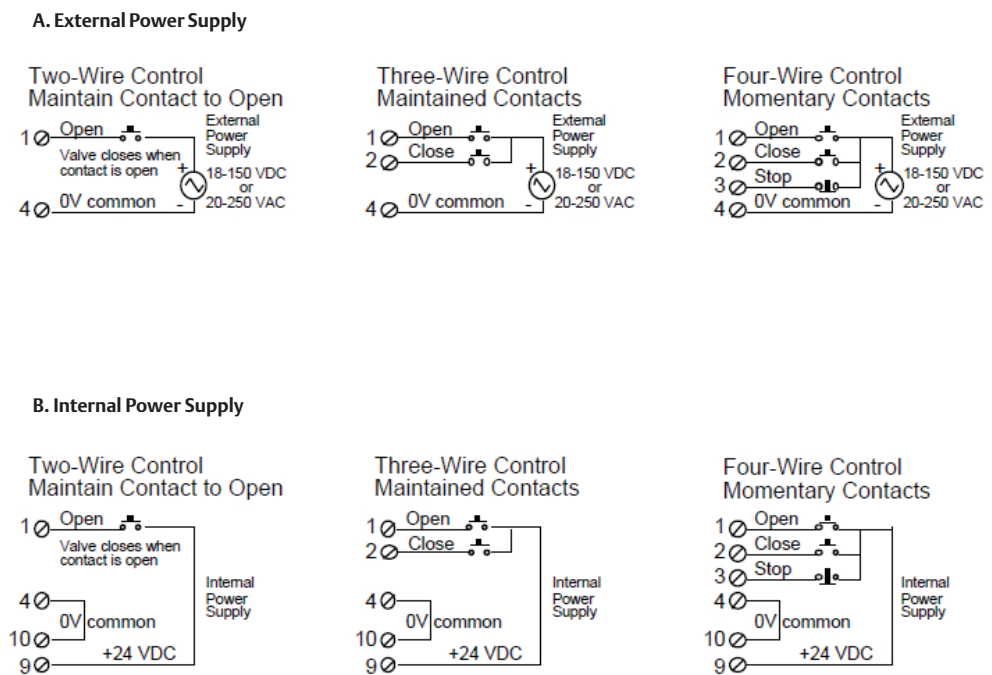 A. External Power Supply
Two-Wire Control
Maintain Contact to Open
1 Open
External
Power
Supply
Valve closes when
contact is open
+
18-150 VDC
or
20-250 VAC
4 0V common -
Three-Wire Control
Maintained Contacts
1 Open
2 Close
External
Power
Supply
+
18-150 VDC
or
20-250 VAC
4 0V common -
Four-Wire Control
Momentary Contacts
1 Open
2 Close
3 Stop
External
Power
Supply
+
18-150 VDC
or
20-250 VAC
4 0V common -
B. Internal Power Supply
Two-Wire Control
Maintain Contact to Open
1 Open
Valve closes when
contact is open
Internal
Power
Supply
4
0V common
10
9 +24 VDC
Three-Wire Control
Maintained Contacts
1 Open
2 Close
Internal
Power
Supply
4
0V common
10
9 +24 VDC
Four-Wire Control
Momentary Contacts
1 Open
2 Close
3 Stop
Internal
Power
Supply
4
0V common
10
9 +24 VDC